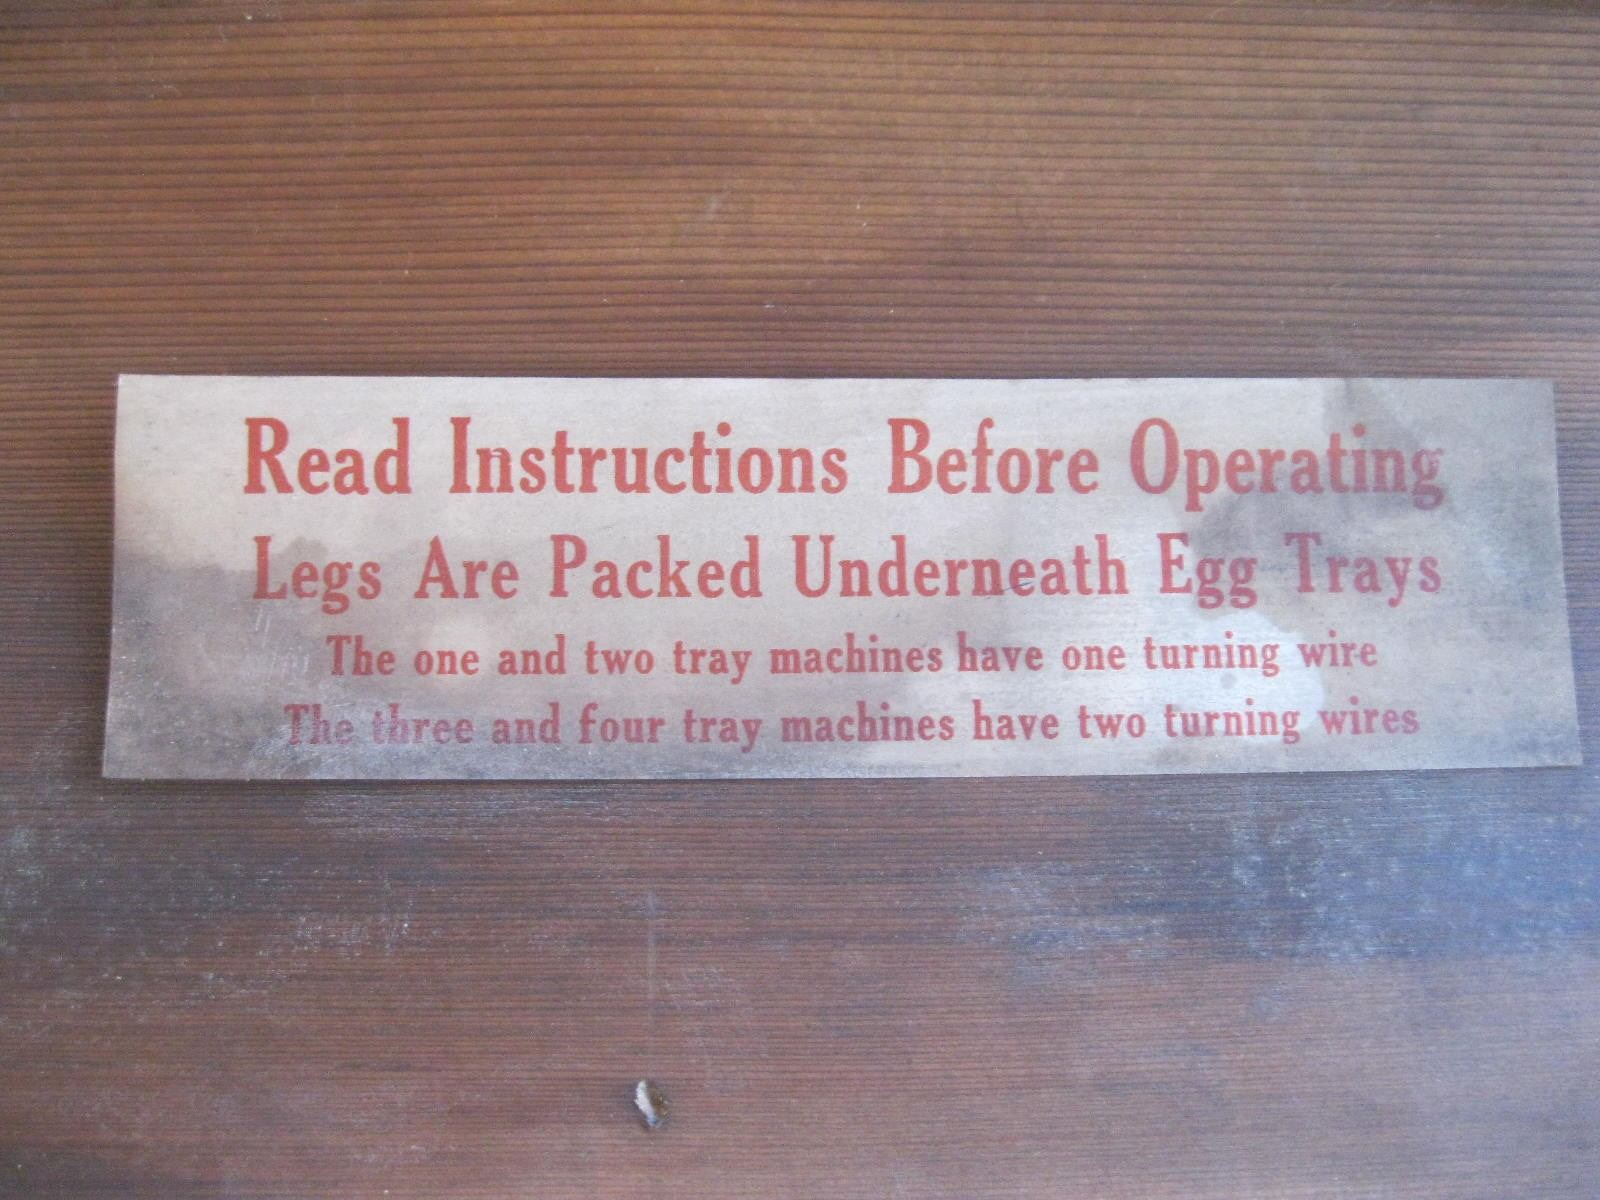 Read Instructions Before Operating
Legs Are Packed Underneath Egg Trays
The one and two tray machines have one turning wire
The three and four tray machines have two turning wires